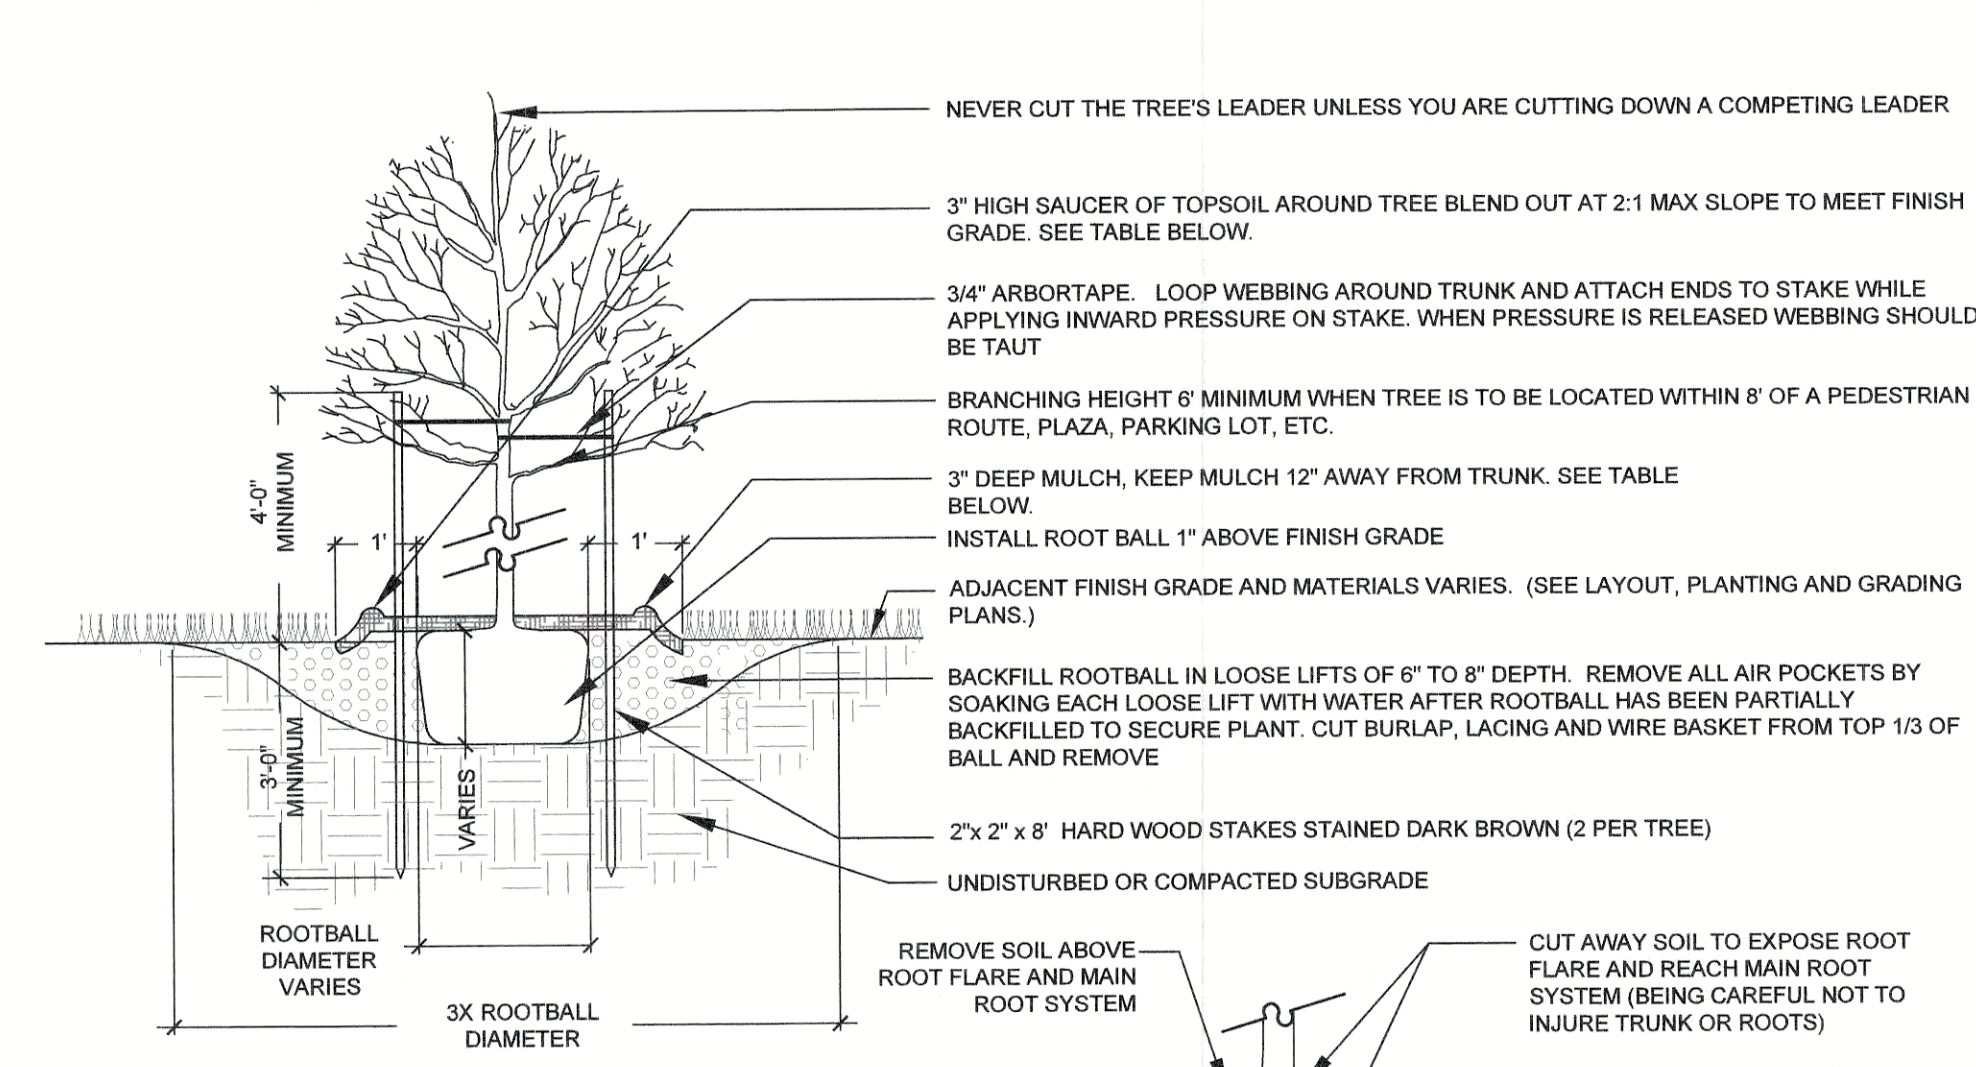 NEVER CUT THE TREE'S LEADER UNLESS YOU ARE CUTTING DOWN A COMPETING LEADER
3" HIGH SAUCER OF TOPSOIL AROUND TREE BLEND OUT AT 2:1 MAX SLOPE TO MEET FINISH
GRADE. SEE TABLE BELOW.
3/4" ARBORTAPE. LOOP WEBBING AROUND TRUNK AND ATTACH ENDS TO STAKE WHILE
APPLYING INWARD PRESSURE ON STAKE. WHEN PRESSURE IS RELEASED WEBBING SHOULD
BE TAUT
BRANCHING HEIGHT 6' MINIMUM WHEN TREE IS TO BE LOCATED WITHIN 8' OF A PEDESTRIAN
ROUTE, PLAZA, PARKING LOT, ETC.
3" DEEP MULCH, KEEP MULCH 12" AWAY FROM TRUNK. SEE TABLE
BELOW.
INSTALL ROOT BALL 1" ABOVE FINISH GRADE
ADJACENT FINISH GRADE AND MATERIALS VARIES. (SEE LAYOUT, PLANTING AND GRADING
PLANS.)
BACKFILL ROOTBALL IN LOOSE LIFTS OF 6" TO 8" DEPTH. REMOVE ALL AIR POCKETS BY
SOAKING EACH LOOSE LIFT WITH WATER AFTER ROOTBALL HAS BEEN PARTIALLY
BACKFILLED TO SECURE PLANT. CUT BURLAP, LACING AND WIRE BASKET FROM TOP 1/3 OF
BALL AND REMOVE
2"x 2" x 8' HARD WOOD STAKES STAINED DARK BROWN (2 PER TREE)
UNDISTURBED OR COMPACTED SUBGRADE
4'-0"
MINIMUM
1'
1'
3'-0"
MINIMUM
VARIES
ROOTBALL
DIAMETER
VARIES
3X ROOTBALL
DIAMETER
REMOVE SOIL ABOVE
ROOT FLARE AND MAIN
ROOT SYSTEM
CUT AWAY SOIL TO EXPOSE ROOT
FLARE AND REACH MAIN ROOT
SYSTEM (BEING CAREFUL NOT TO
INJURE TRUNK OR ROOTS)